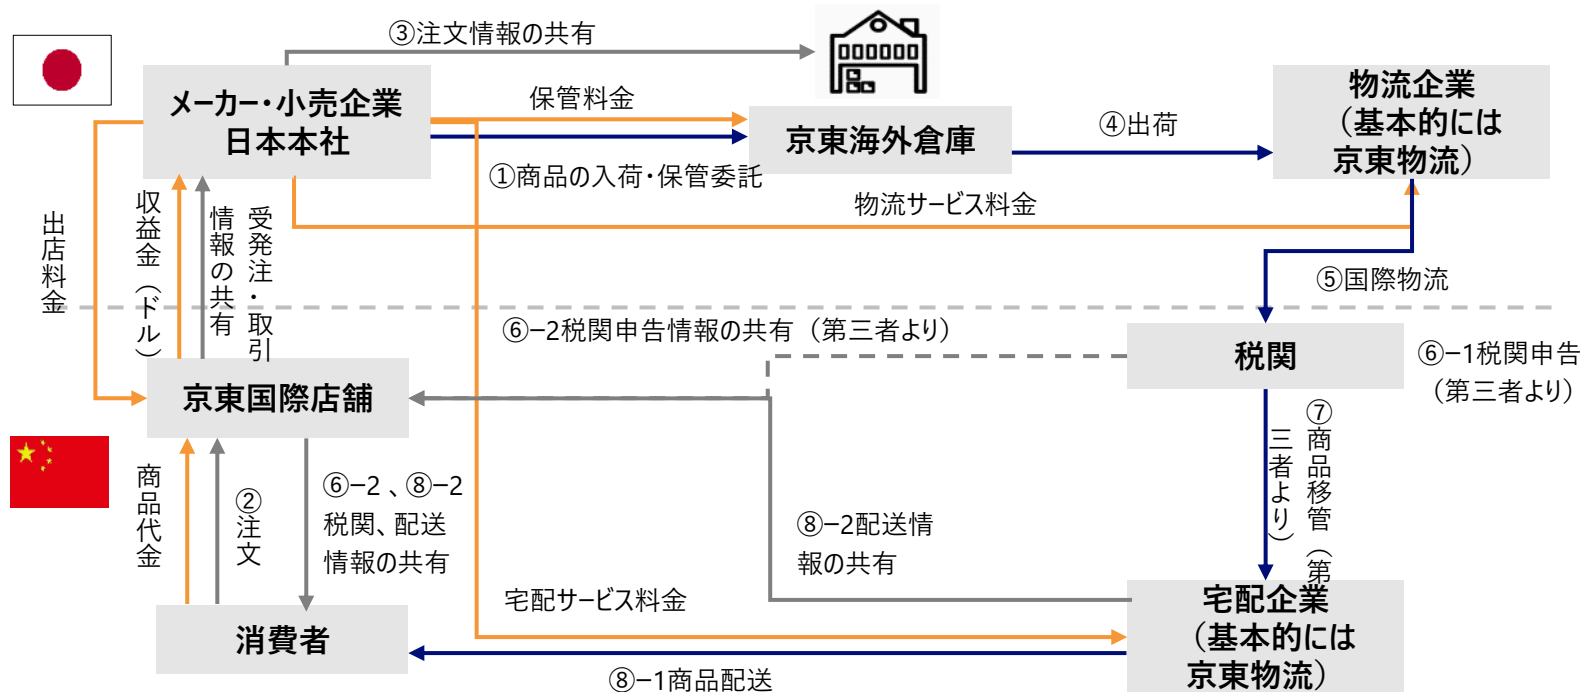 ③注文情報の共有
メーカー・小売企業
日本本社
保管料金
京東海外倉庫
①商品の入荷・保管委託
④出荷
物流企業
（基本的には
京東物流）
物流サービス料金
出店料金
収益金（ドル）
受発注・取引
情報の共有
⑤国際物流
⑥−2税関申告情報の共有（第三者より）
税関
⑥−1税関申告
（第三者より）
京東国際店舗
⑦商品移管（第
三者より）
商品代金
②注文
⑥−2 、⑧−2
税関、配送
情報の共有
⑧−2配送情
報の共有
宅配サービス料金
宅配企業
（基本的には
京東物流）
消費者
⑧−1商品配送